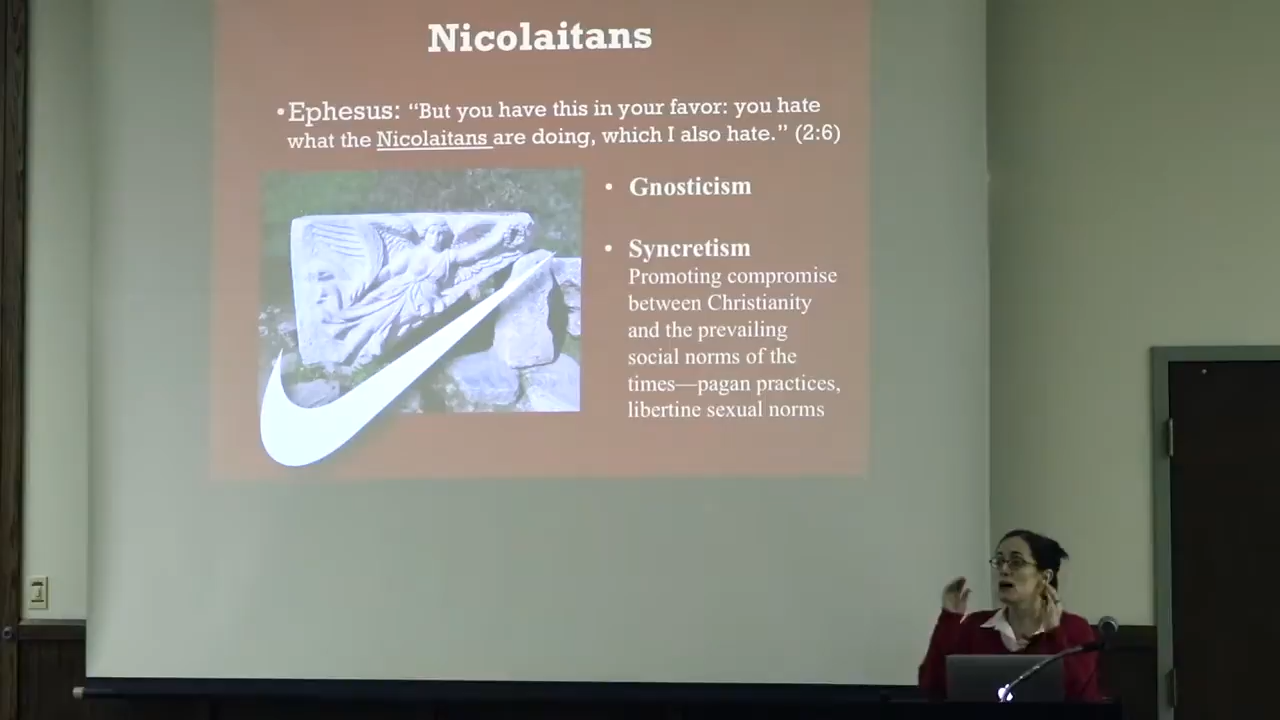 Nicolaitans
•Ephesus: “But you have this in your favor: you hate
what the Nicolaitans are doing, which I also hate.” (2:6)
• Gnosticism
• Syncretism
Promoting compromise
between Christianity
and the prevailing
social norms of the
times—pagan practices,
libertine sexual norms